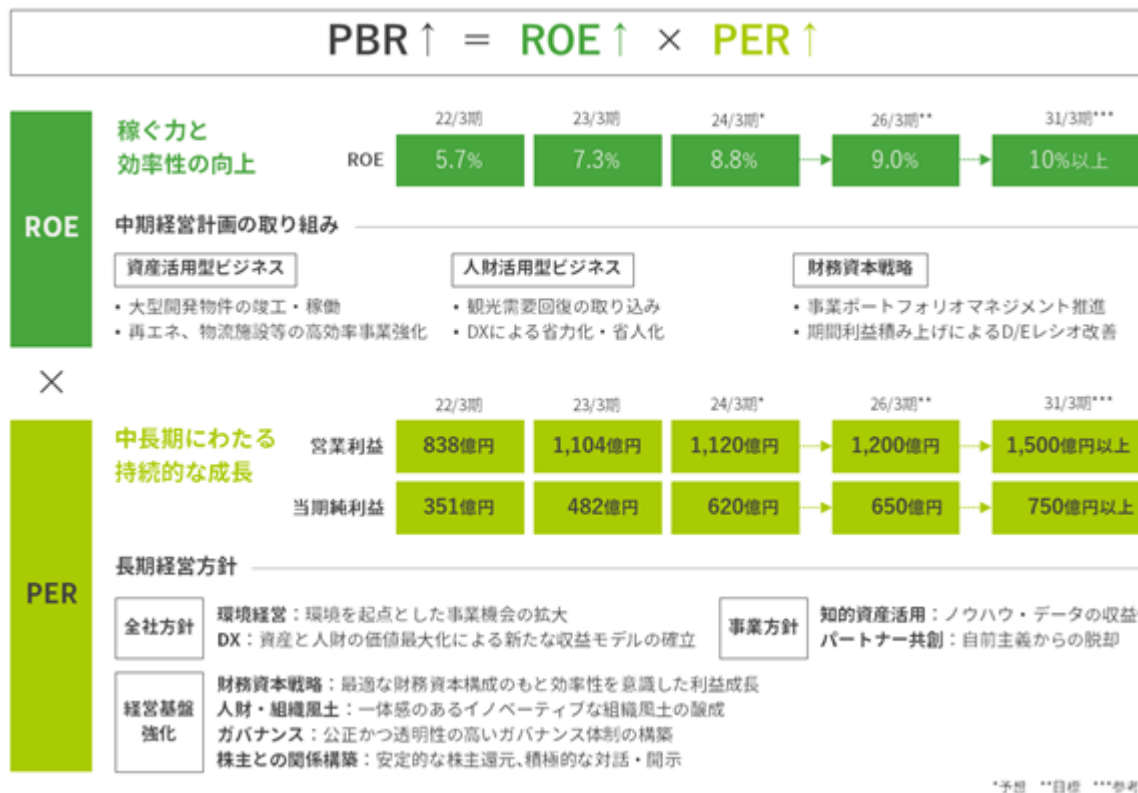 PBR↑ = ROE↑ × PER↑
ROE
稼ぐ力と
効率性の向上
22/3期 23/3期 24/3期* 26/3期** 31/3期***
ROE 5.7% 7.3% 8.8% 9.0% 10%以上
中期経営計画の取り組み
資産活用型ビジネス
・大型開発物件の竣工・稼働
・再エネ、物流施設等の高効率事業強化
人財活用型ビジネス
・観光需要回復の取り込み
・DXによる省力化・省人化
財務資本戦略
・事業ポートフォリオマネジメント推進
・期間利益積み上げによるD/Eレシオ改善
×
PER
中長期にわたる
持続的な成長
22/3期 23/3期 24/3期* 26/3期** 31/3期***
営業利益 838億円 1,104億円 1,120億円 1,200億円 1,500億円以上
当期純利益 351億円 482億円 620億円 650億円 750億円以上
長期経営方針
全社方針
環境経営：環境を起点とした事業機会の拡大
DX：資産と人財の価値最大化による新たな収益モデルの確立
事業方針
知的資産活用：ノウハウ・データの収益
パートナー共創：自前主義からの脱却
経営基盤
強化
財務資本戦略：最適な財務資本構成のもと効率性を意識した利益成長
人財・組織風土：一体感のあるイノベーティブな組織風土の醸成
ガバナンス：公正かつ透明性の高いガバナンス体制の構築
株主との関係構築：安定的な株主還元、積極的な対話・開示
*予想 **目標 ***参考